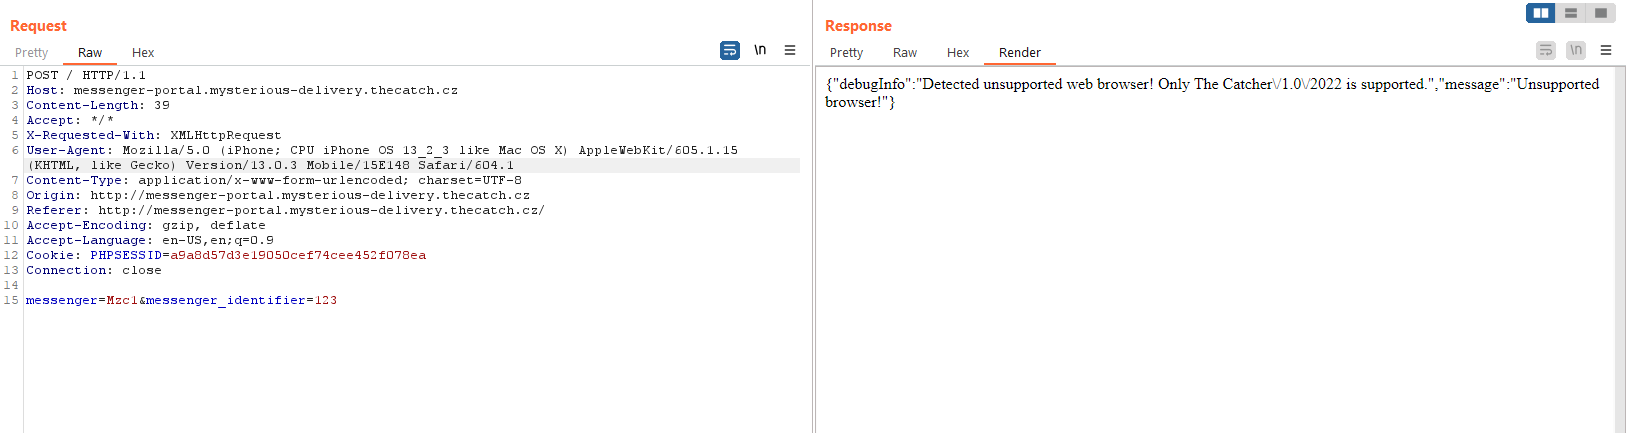 Request
Pretty Raw Hex
\n
1 POST / HTTP/1.1
2 Host: messenger-portal.mysterious-delivery.thecatch.cz
3 Content-Length: 39
4 Accept: */*
5 X-Requested-With: XMLHttpRequest
6 User-Agent: Mozilla/5.0 (iPhone; CPU iPhone OS 13_2_3 like Mac OS X) AppleWebKit/605.1.15
(KHTML, like Gecko) Version/13.0.3 Mobile/15E148 Safari/604.1
7 Content-Type: application/x-www-form-urlencoded; charset=UTF-8
8 Origin: http://messenger-portal.mysterious-delivery.thecatch.cz
9 Referer: http://messenger-portal.mysterious-delivery.thecatch.cz/
10 Accept-Encoding: gzip, deflate
11 Accept-Language: en-US,en;q=0.9
12 Cookie: PHPSESSID=a9a8d57d3e19050cef74cee452f078ea
13 Connection: close
14
15 messenger=Mzc1&messenger_identifier=123
Response
Pretty Raw Hex Render
\n
{"debugInfo":"Detected unsupported web browser! Only The Catcher\/1.0\/2022 is supported.","message":"Unsupported
browser!"}